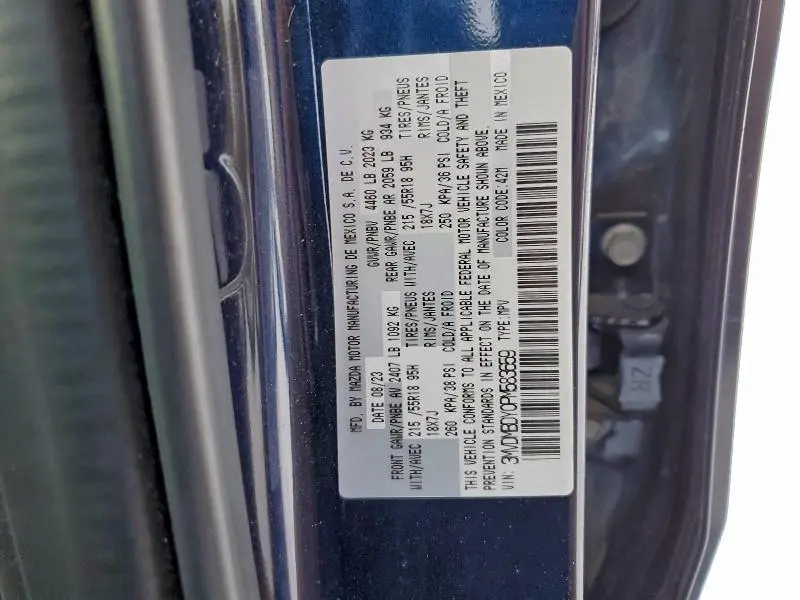 MFD. BY MAZDA MOTOR MANUFACTURING DE MEXICO S.A. DE C.V.
DATE 08/23 GVWR/PNBV 4460 LB 2023 KG
FRONT GAWR/PNBE AV 2407 LB 1092 KG REAR GAWR/PNBE AR 2059 LB 934 KG
WITH/AVEC 215 /55R18 95H TIRES/PNEUS WITH/AVEC 215 /55R18 95H TIRES/PNEUS
18X7J RIMS/JANTES 18X7J RIMS/JANTES
260 KPA/38 PSI COLD/A FROID 250 KPA/36 PSI COLD/A FROID
THIS VEHICLE CONFORMS TO ALL APPLICABLE FEDERAL MOTOR VEHICLE SAFETY AND THEFT
PREVENTION STANDARDS IN EFFECT ON THE DATE OF MANUFACTURE SHOWN ABOVE.
VIN: 3MVDMBDY0PM583659 TYPE:MPV COLOR CODE:42M MADE IN MEXICO
ZR